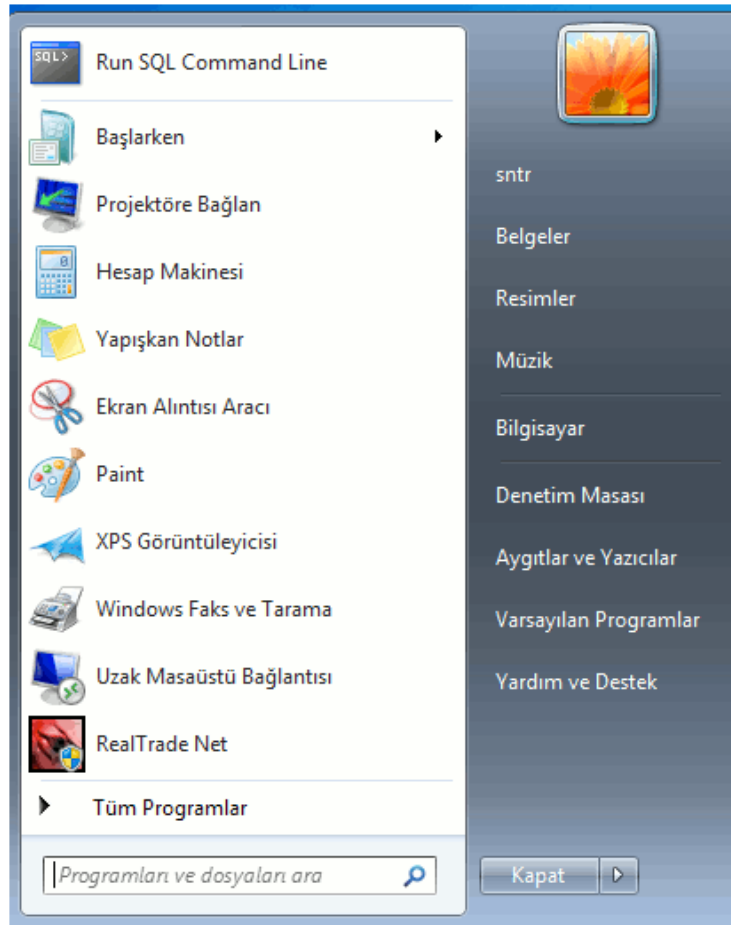 SQL>
Run SQL Command Line
Başlarken
Projektöre Bağlan
Hesap Makinesi
Yapışkan Notlar
Ekran Alıntısı Aracı
Paint
XPS Görüntüleyicisi
Windows Faks ve Tarama
Uzak Masaüstü Bağlantısı
RealTrade Net
Tüm Programlar
Programları ve dosyaları ara
sntr
Belgeler
Resimler
Müzik
Bilgisayar
Denetim Masası
Aygıtlar ve Yazıcılar
Varsayılan Programlar
Yardım ve Destek
Kapat